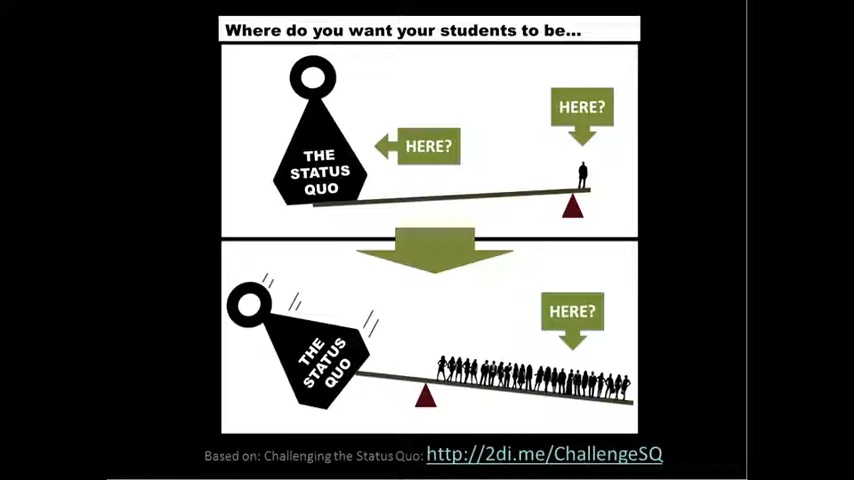 Where do you want your students to be...
HERE?
HERE?
THE
STATUS
QUO
HERE?
THE
STATUS
QUO
Based on: Challenging the Status Quo: http://2di.me/ChallengeSQ